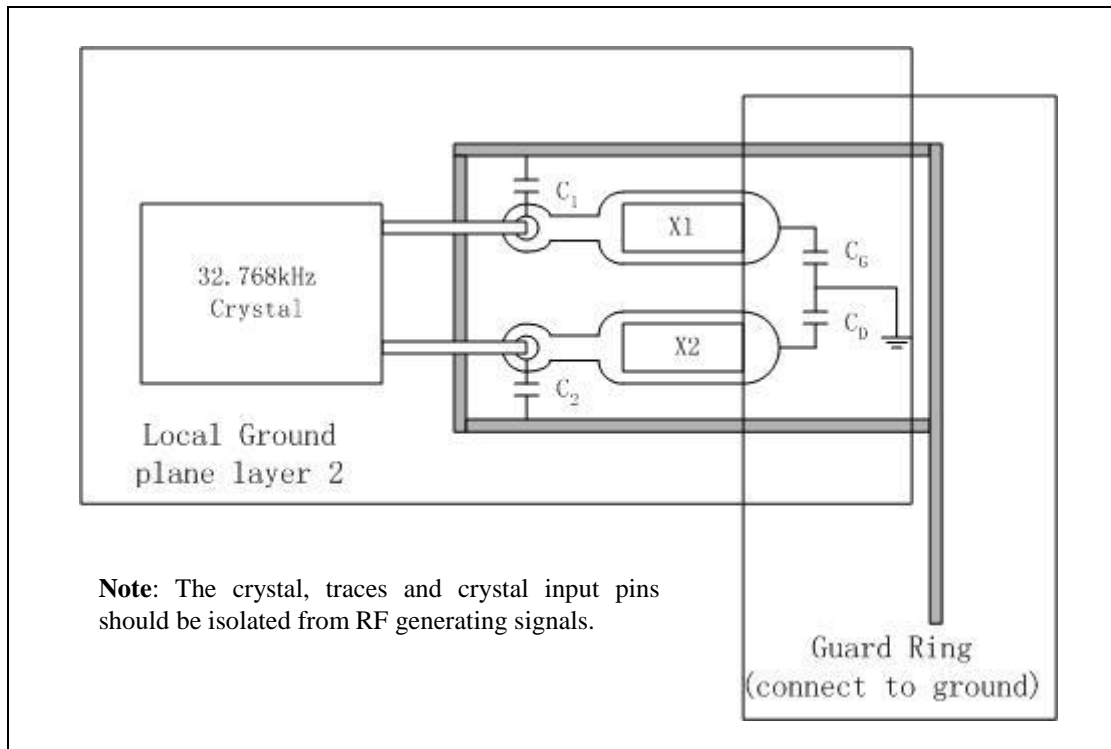 C1
X1
CG
32.768kHz
Crystal
X2
CD
C2
Local Ground
plane layer 2
Note: The crystal, traces and crystal input pins
should be isolated from RF generating signals.
Guard Ring
(connect to ground)